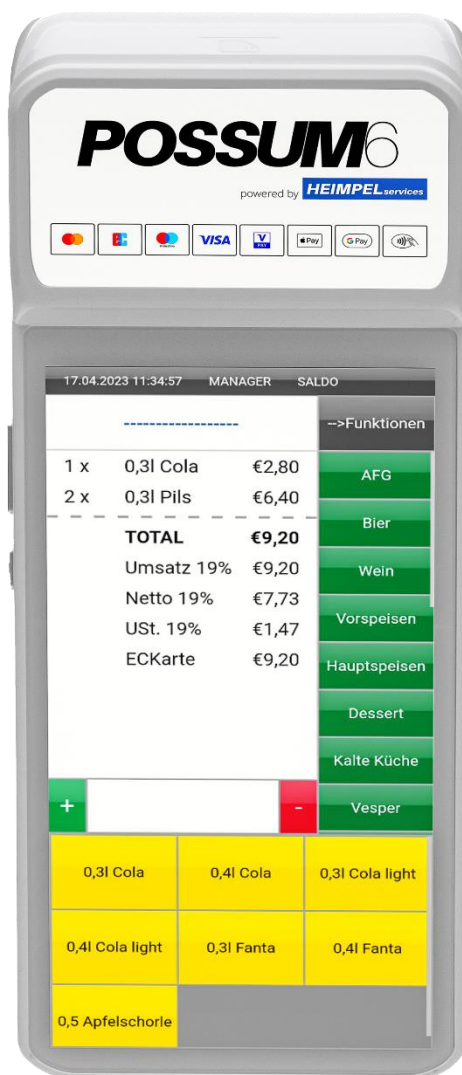 POSSUM6
powered by HEIMPEL services
VISA
V PAY
Pay
G Pay
17.04.2023 11:34:57 MANAGER SALDO
-->Funktionen
------------------
1 x 0,3l Cola €2,80
2 x 0,3l Pils €6,40
TOTAL €9,20
Umsatz 19% €9,20
Netto 19% €7,73
USt. 19% €1,47
ECKarte €9,20
AFG
Bier
Wein
Vorspeisen
Hauptspeisen
Dessert
Kalte Küche
Vesper
+ -
0,3l Cola 0,4l Cola 0,3l Cola light
0,4l Cola light 0,3l Fanta 0,4l Fanta
0,5 Apfelschorle